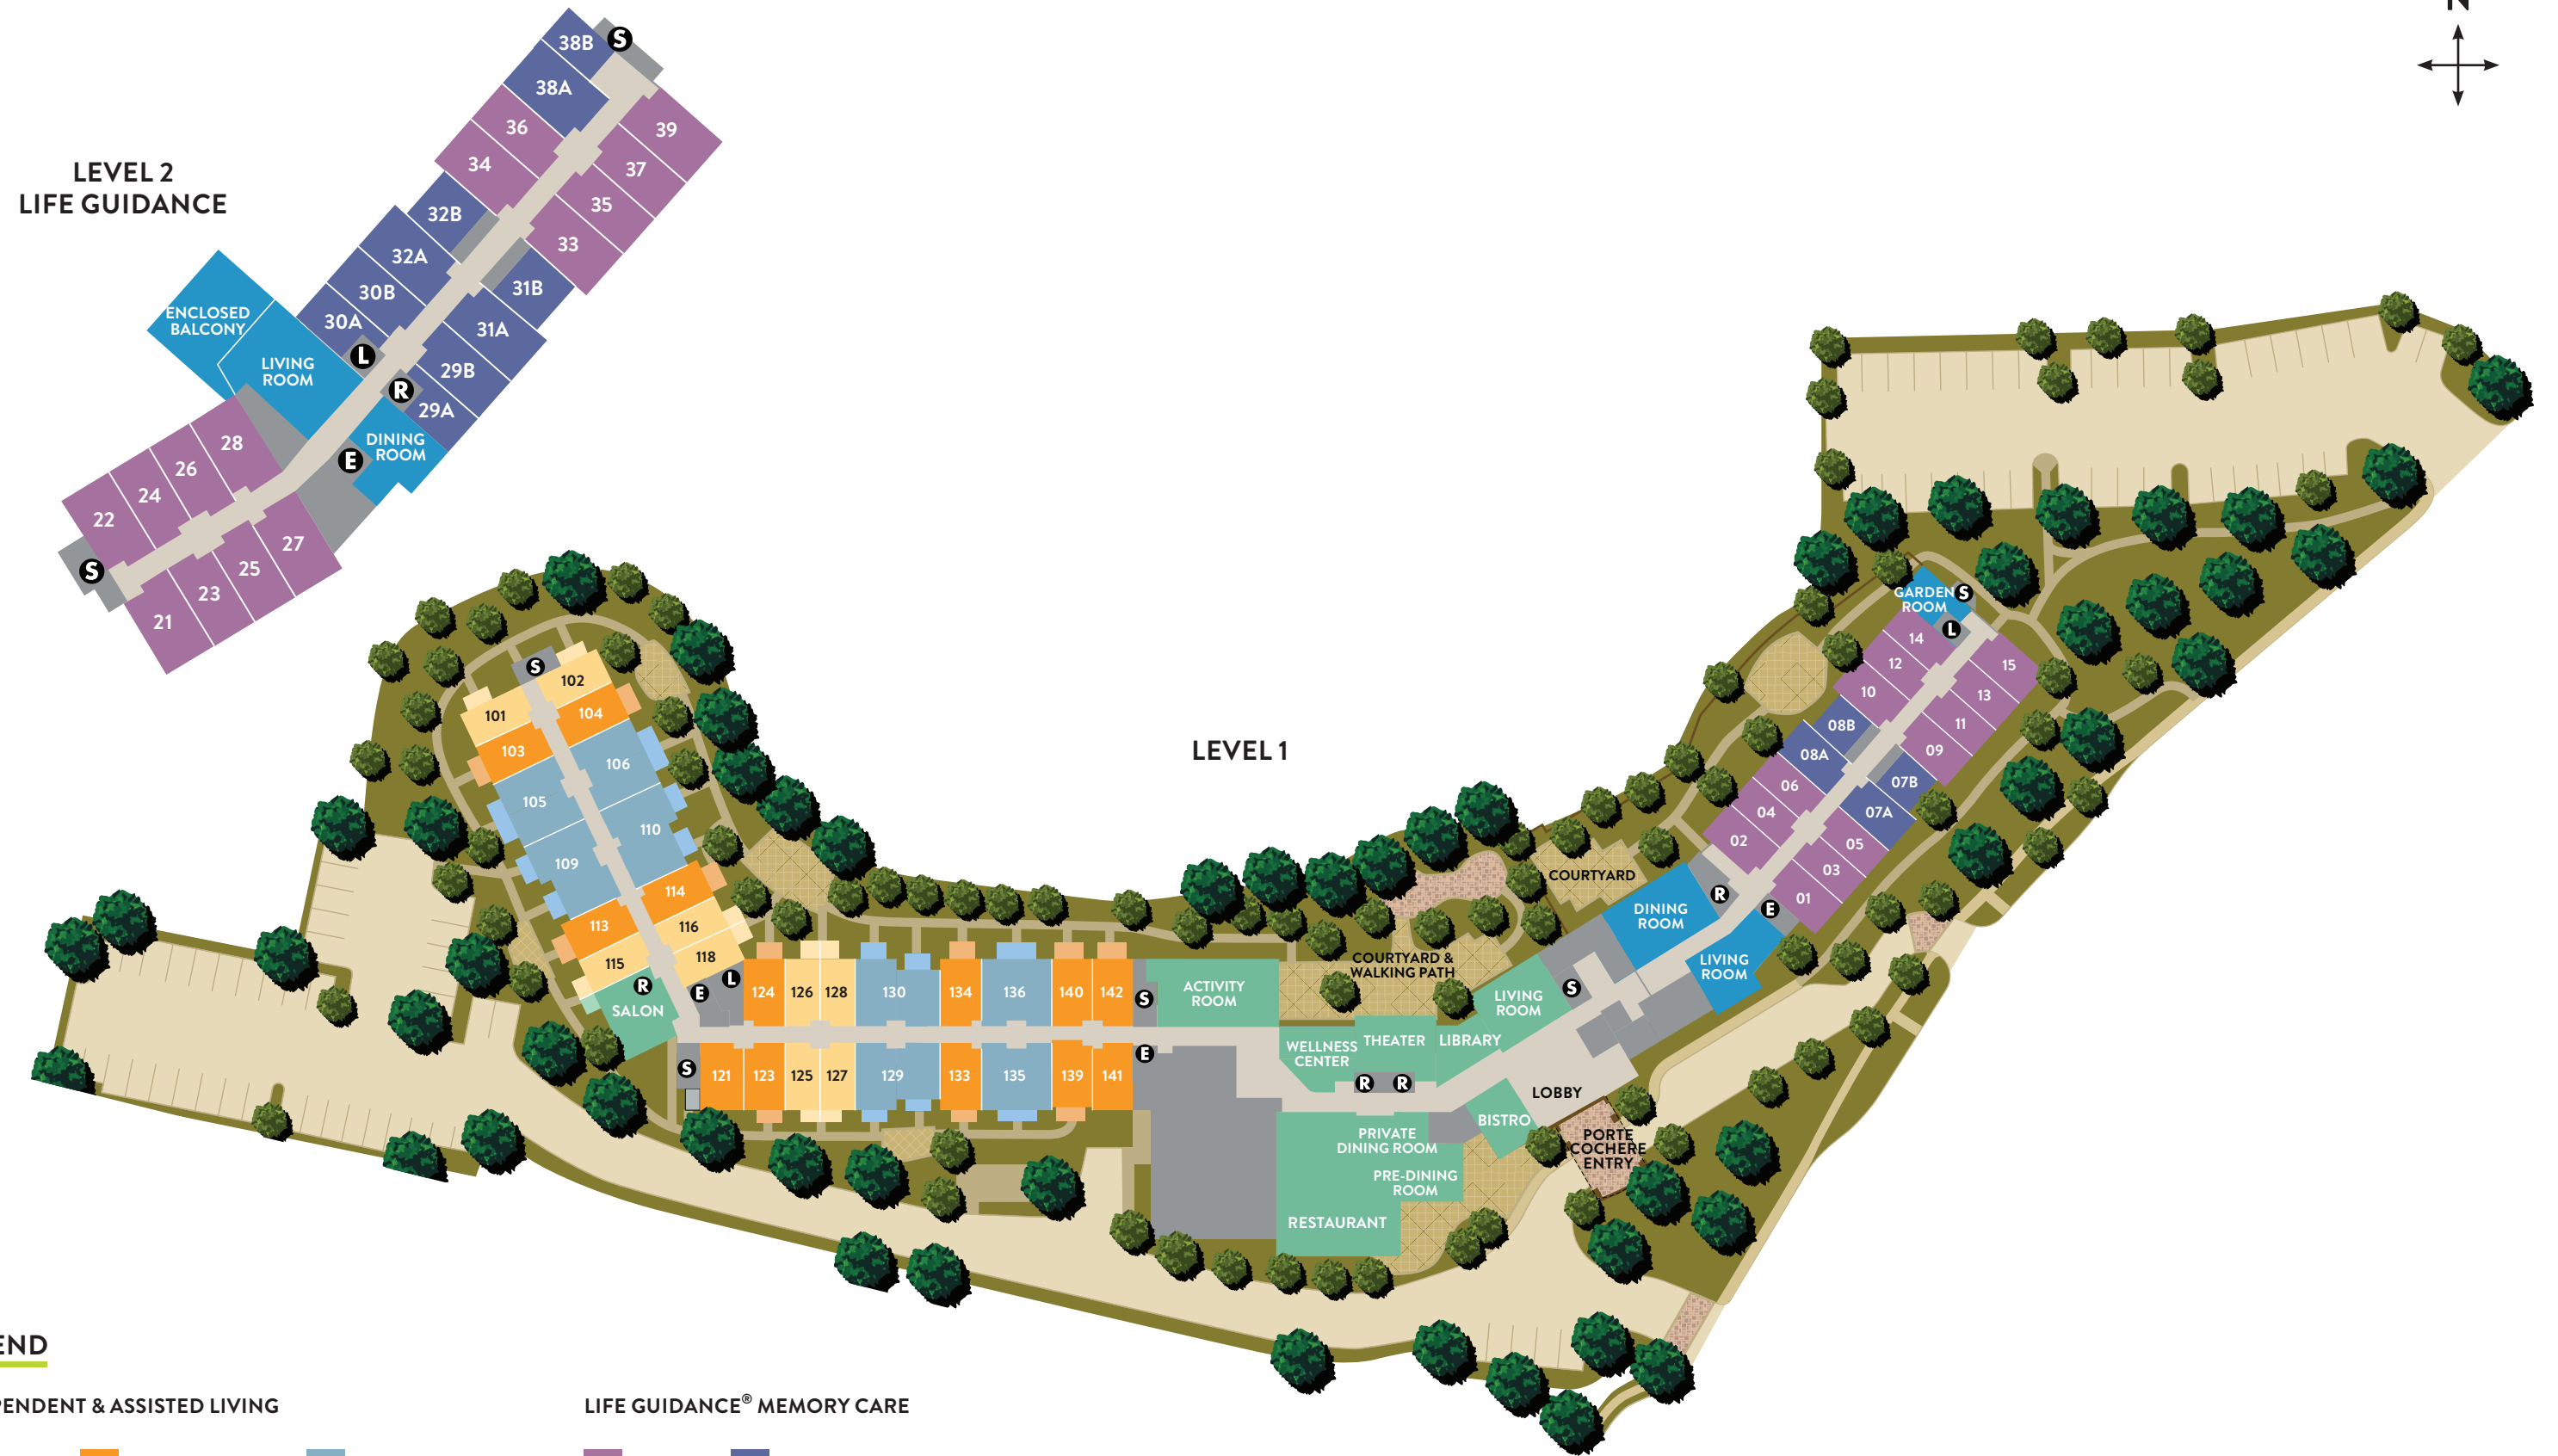 N
LEVEL 2
LIFE GUIDANCE
38B
S
38A
36
39
34
37
35
32B
33
32A
31B
30B
30A
31A
ENCLOSED
BALCONY
LIVING
ROOM
L
29B
R
29A
28
DINING
ROOM
E
26
24
22
27
25
S
23
21
LEVEL 1
S
102
101
104
103
106
105
110
109
114
113
116
115
118
R
SALON
E
L
S
124
126
128
130
134
136
140
142
S
121
123
125
127
129
133
135
139
141
E
ACTIVITY
ROOM
COURTYARD &
WALKING PATH
WELLNESS
CENTER
THEATER
LIBRARY
LIVING
ROOM
S
R
R
LOBBY
BISTRO
PRIVATE
DINING ROOM
PRE-DINING
ROOM
RESTAURANT
PORTE
COCHERE
ENTRY
COURTYARD
DINING
ROOM
R
E
LIVING
ROOM
GARDEN
ROOM
S
L
14
12
15
10
13
08B
11
08A
09
06
07B
04
07A
02
05
03
01
END
PENDENT & ASSISTED LIVING
LIFE GUIDANCE® MEMORY CARE